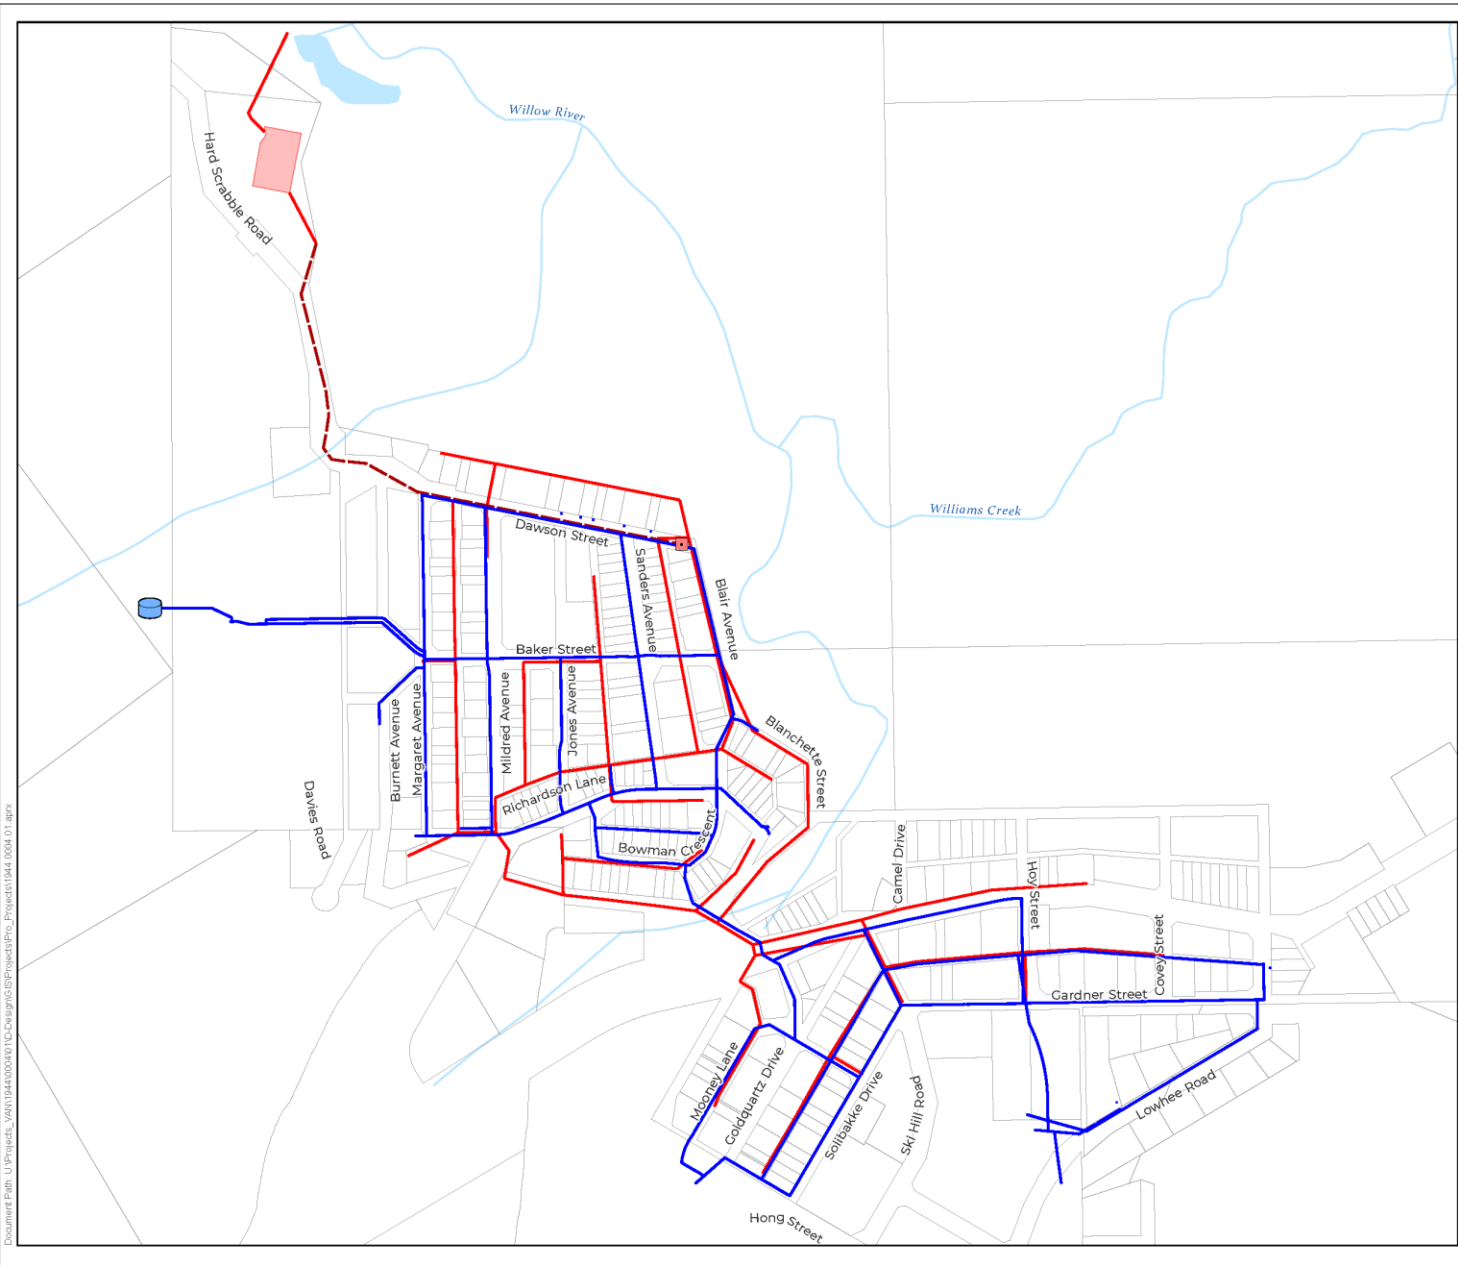 Willow River
Hard Scrabble Road
Williams Creek
Dawson Street
Sanders Avenue
Blair Avenue
Baker Street
Burnett Avenue
Margaret Avenue
Mildred Avenue
Jones Avenue
Blanchette Street
Richardson Lane
Davies Road
Bowman Crescent
Camel Drive
Hoy Street
Covey Street
Gardner Street
Mooney Lane
Goldquartz Drive
Solibakke Drive
Ski Hill Road
Lowhee Road
Hong Street